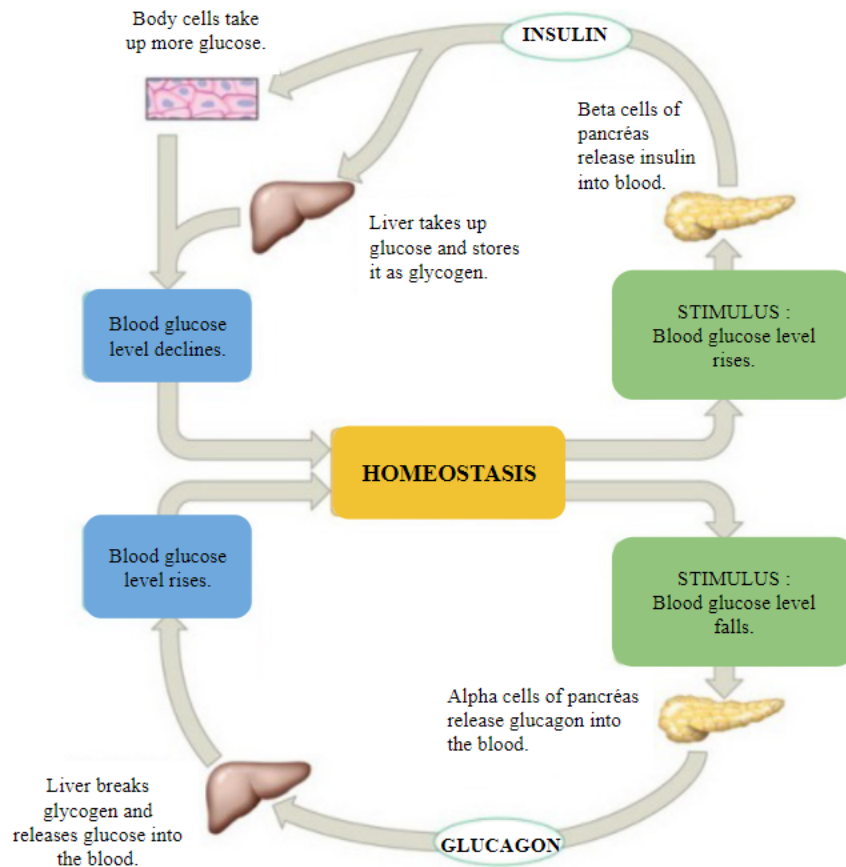 Body cells take
up more glucose.
INSULIN
Beta cells of
pancréas
release insulin
into blood.
Liver takes up
glucose and stores
it as glycogen.
Blood glucose
level declines.
STIMULUS :
Blood glucose level
rises.
HOMEOSTASIS
Blood glucose
level rises.
STIMULUS :
Blood glucose level
falls.
Alpha cells of pancréas
release glucagon into
the blood.
Liver breaks
glycogen and
releases glucose into
the blood.
GLUCAGON